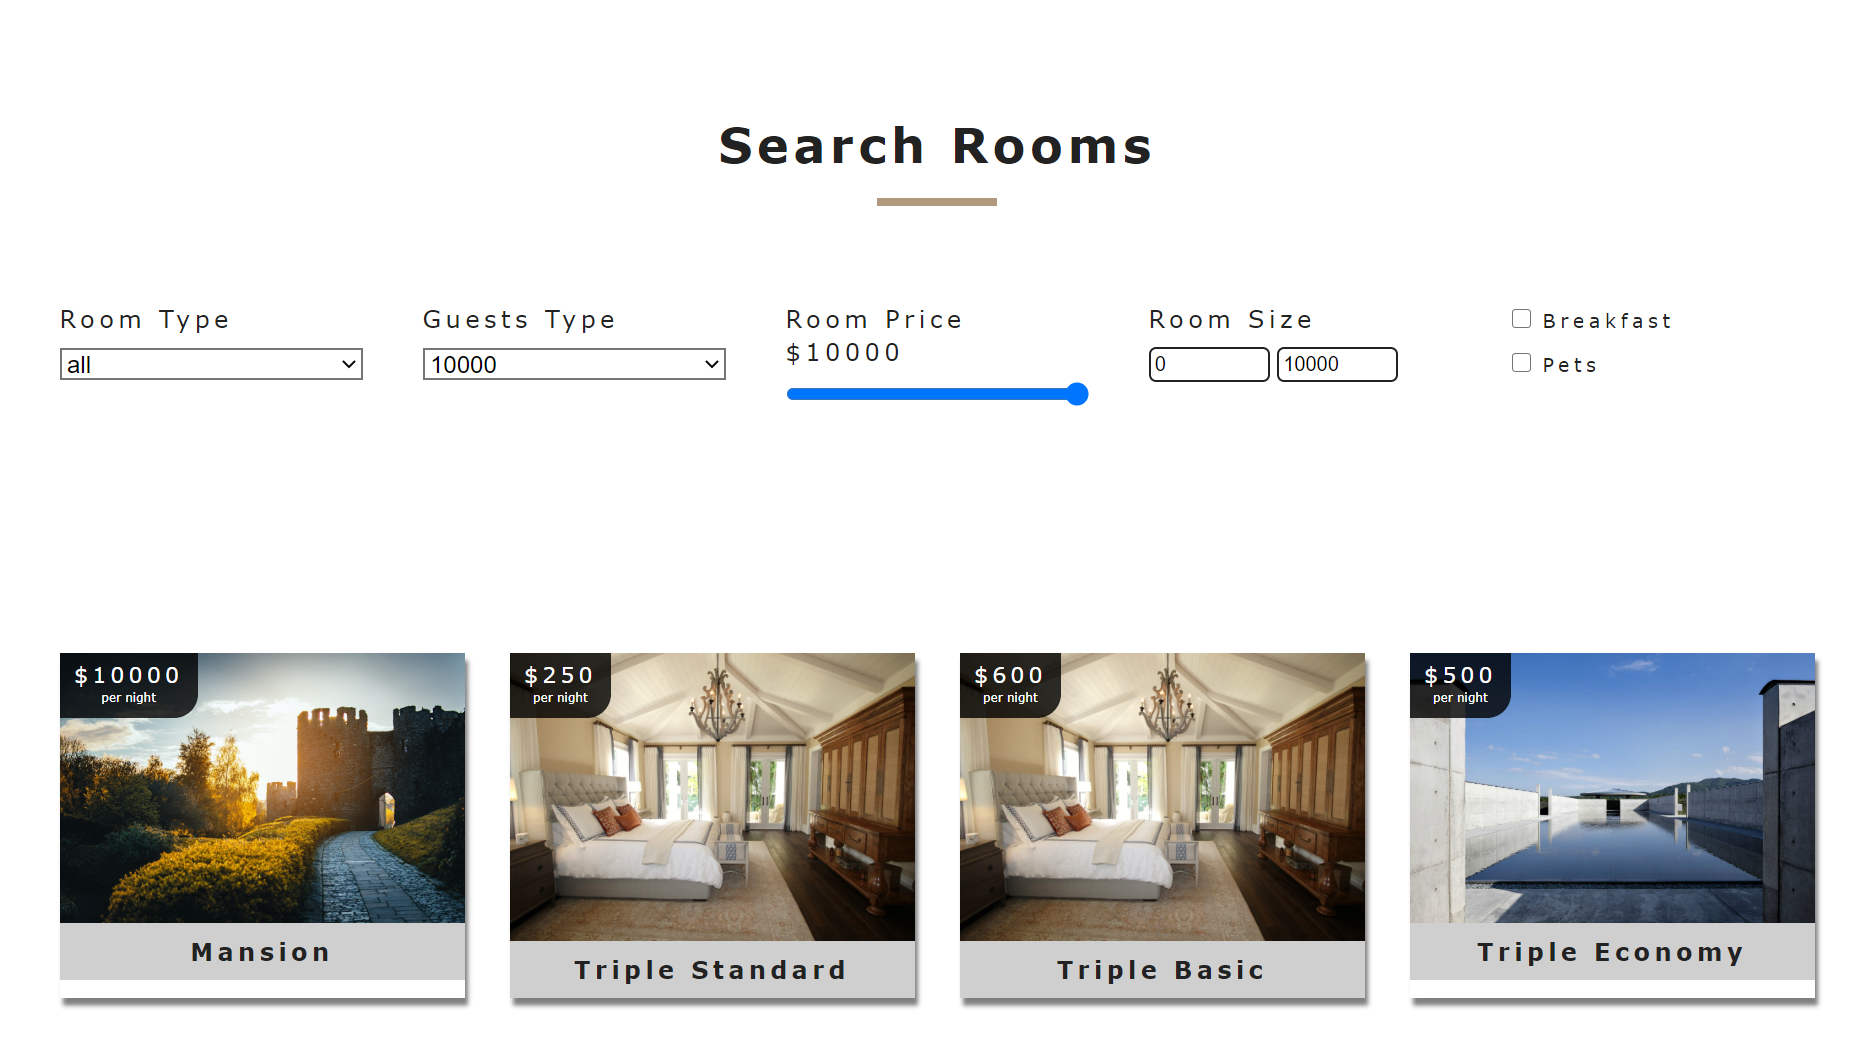 Search Rooms
Room Type
all
Guests Type
10000
Room Price
$10000
Room Size
0
10000
Breakfast
Pets
$10000
per night
Mansion
$250
per night
Triple Standard
$600
per night
Triple Basic
$500
per night
Triple Economy